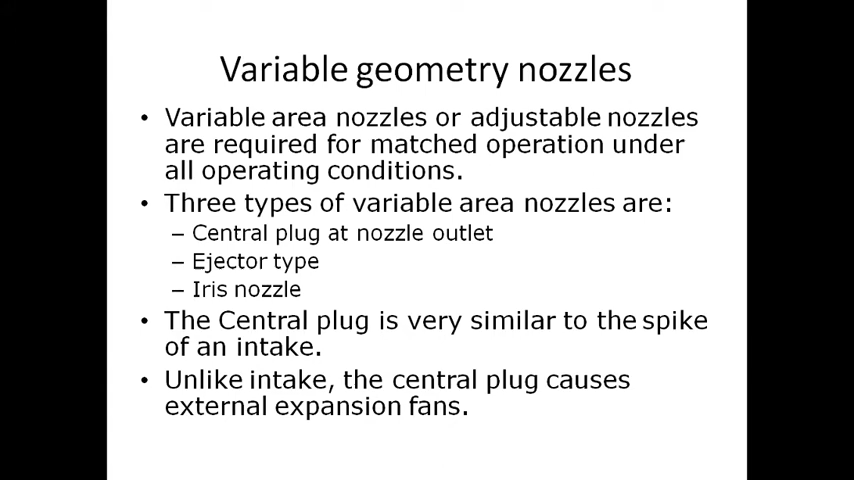 Variable geometry nozzles
• Variable area nozzles or adjustable nozzles
are required for matched operation under
all operating conditions.
• Three types of variable area nozzles are:
– Central plug at nozzle outlet
– Ejector type
– Iris nozzle
• The Central plug is very similar to the spike
of an intake.
• Unlike intake, the central plug causes
external expansion fans.